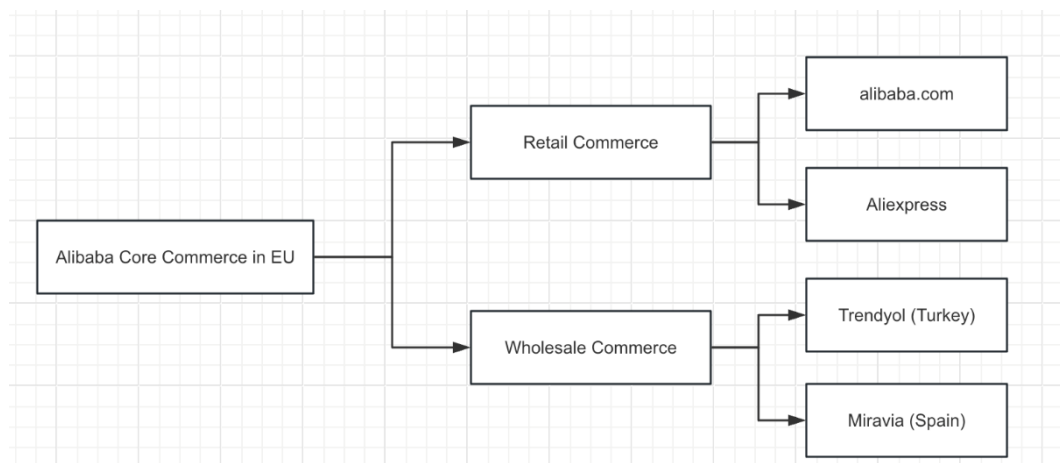 alibaba.com
Retail Commerce
Aliexpress
Alibaba Core Commerce in EU
Trendyol (Turkey)
Wholesale Commerce
Miravia (Spain)